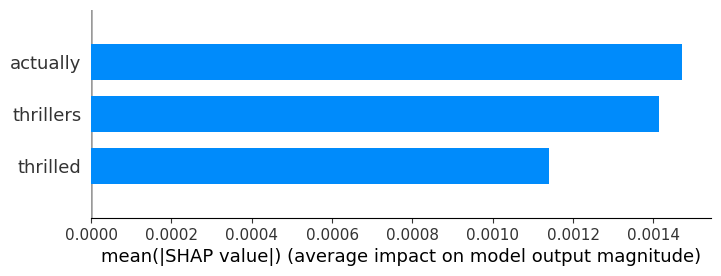 actually
thrillers
thrilled
0.0000 0.0002 0.0004 0.0006 0.0008 0.0010 0.0012 0.0014
mean(|SHAP value|) (average impact on model output magnitude)